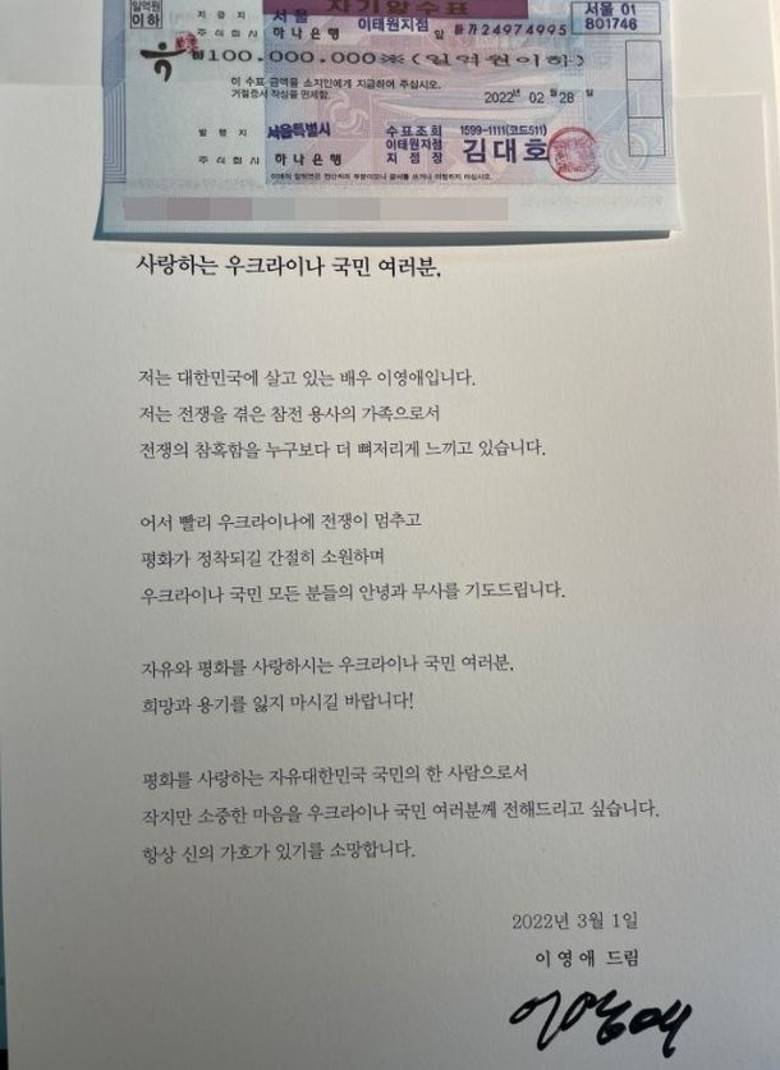 일억원
이하
자기앞수표
지급지 서울
주식회사 하나은행 이태원지점 앞
바가24974995
서울 01
801746
₩100.000.000※(일억원이하)
이 수표 금액을 소지인에게 지급하여 주십시오.
거절증서 작성을 면제함.
2022년 02월 28일
발행지 서울특별시
수표조회 1599-1111(코드511)
주식회사 하나은행
이태원지점
지점장 김대호
사랑하는 우크라이나 국민 여러분,
저는 대한민국에 살고 있는 배우 이영애입니다.
저는 전쟁을 겪은 참전 용사의 가족으로서
전쟁의 참혹함을 누구보다 더 뼈저리게 느끼고 있습니다.
어서 빨리 우크라이나에 전쟁이 멈추고
평화가 정착되길 간절히 소원하며
우크라이나 국민 모든 분들의 안녕과 무사를 기도드립니다.
자유와 평화를 사랑하시는 우크라이나 국민 여러분,
희망과 용기를 잃지 마시길 바랍니다!
평화를 사랑하는 자유대한민국 국민의 한 사람으로서
작지만 소중한 마음을 우크라이나 국민 여러분께 전해드리고 싶습니다.
항상 신의 가호가 있기를 소망합니다.
2022년 3월 1일
이영애 드림
이영애